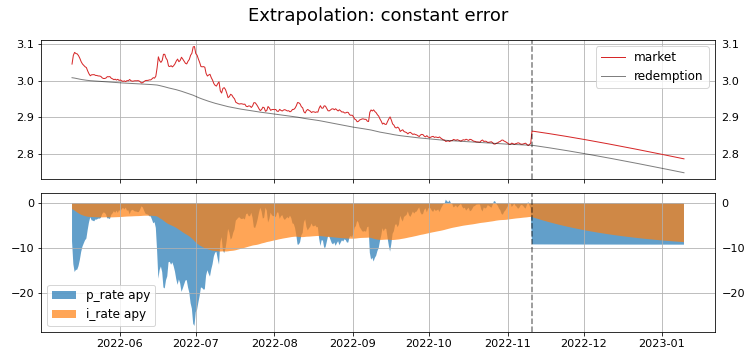 Extrapolation: constant error
3.1 3.1
market
redemption
3.0 3.0
2.9 2.9
2.8 2.8
0 0
−10 −10
p_rate apy
i_rate apy
−20 −20
2022-06 2022-07 2022-08 2022-09 2022-10 2022-11 2022-12 2023-01